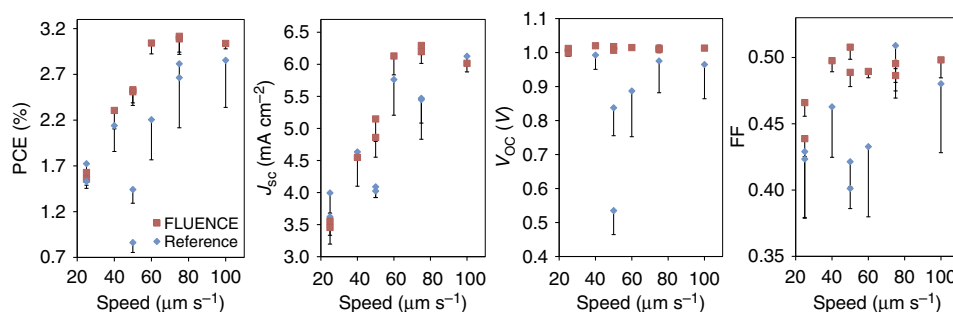 PCE (%)
3.2
2.7
2.2
1.7
1.2
0.7
FLUENCE
Reference
20 40 60 80 100
Speed (μm s⁻¹)
Jsc (mA cm⁻²)
7.0
6.5
6.0
5.5
5.0
4.5
4.0
3.5
3.0
20 40 60 80 100
Speed (μm s⁻¹)
VOC (V)
1.1
1.0
0.9
0.8
0.7
0.6
0.5
0.4
20 40 60 80 100
Speed (μm s⁻¹)
FF
0.50
0.45
0.40
0.35
20 40 60 80 100
Speed (μm s⁻¹)